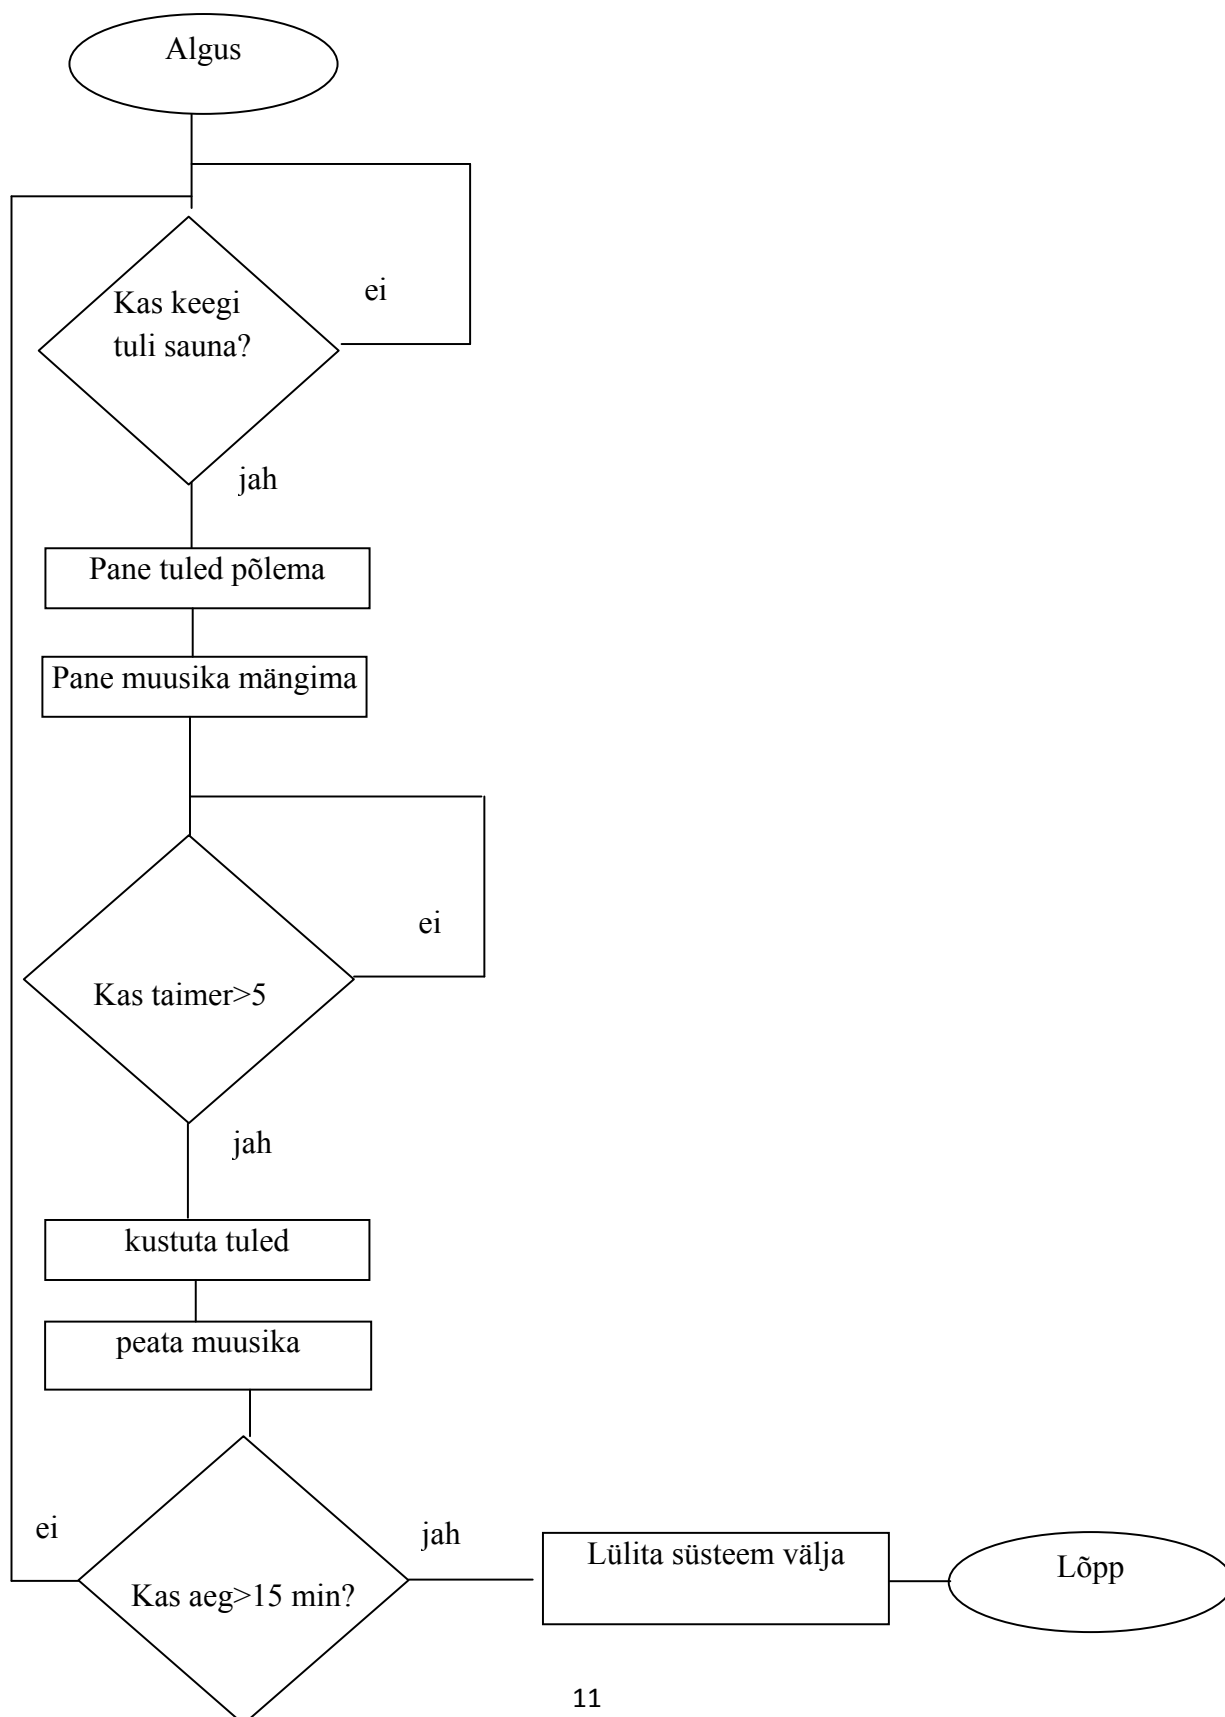 Algus
Kas keegi
tuli sauna?
ei
jah
Pane tuled põlema
Pane muusika mängima
ei
Kas taimer>5
jah
kustuta tuled
peata muusika
ei
jah
Kas aeg>15 min?
Lülita süsteem välja
Lõpp
11